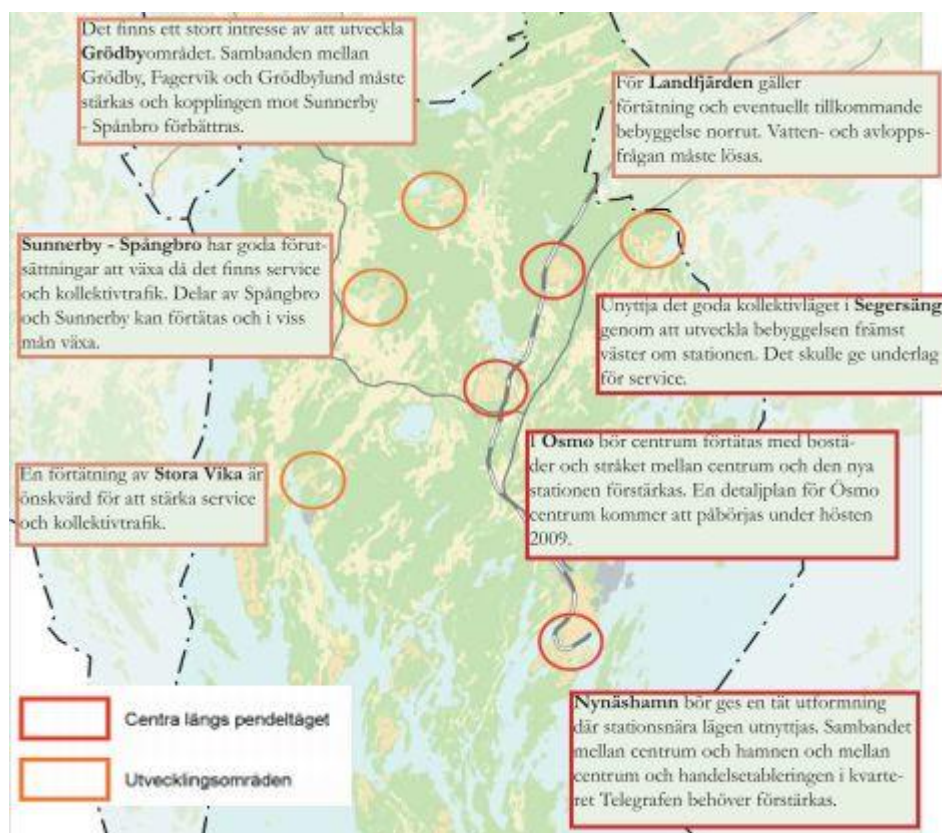 Det finns ett stort intresse av att utveckla
Grödbyområdet. Sambanden mellan
Grödby, Fagervik och Grödbylund måste
stärkas och kopplingen mot Sunnerby
- Spånbro förbättras.
För Landfjärden gäller
förtätning och eventuellt tillkommande
bebyggelse norrut. Vatten- och avlopps-
frågan måste lösas.
Sunnerby - Spångbro har goda förut-
sättningar att växa då det finns service
och kollektivtrafik. Delar av Spångbro
och Sunnerby kan förtätas och i viss
mån växa.
Unyttja det goda kollektivläget i Segersäng
genom att utveckla bebyggelsen främst
väster om stationen. Det skulle ge underlag
för service.
I Ösmo bör centrum förtätas med bostä-
der och stråket mellan centrum och den nya
stationen förstärkas. En detaljplan för Ösmo
centrum kommer att påbörjas under hösten
2009.
En förtätning av Stora Vika är
önskvärd för att stärka service
och kollektivtrafik.
Nynäshamn bör ges en tät utformning
där stationsnära lägen utnyttjas. Sambandet
mellan centrum och hamnen och mellan
centrum och handelsetableringen i kvarte-
ret Telegrafen behöver förstärkas.
Centra längs pendeltåget
Utvecklingsområden